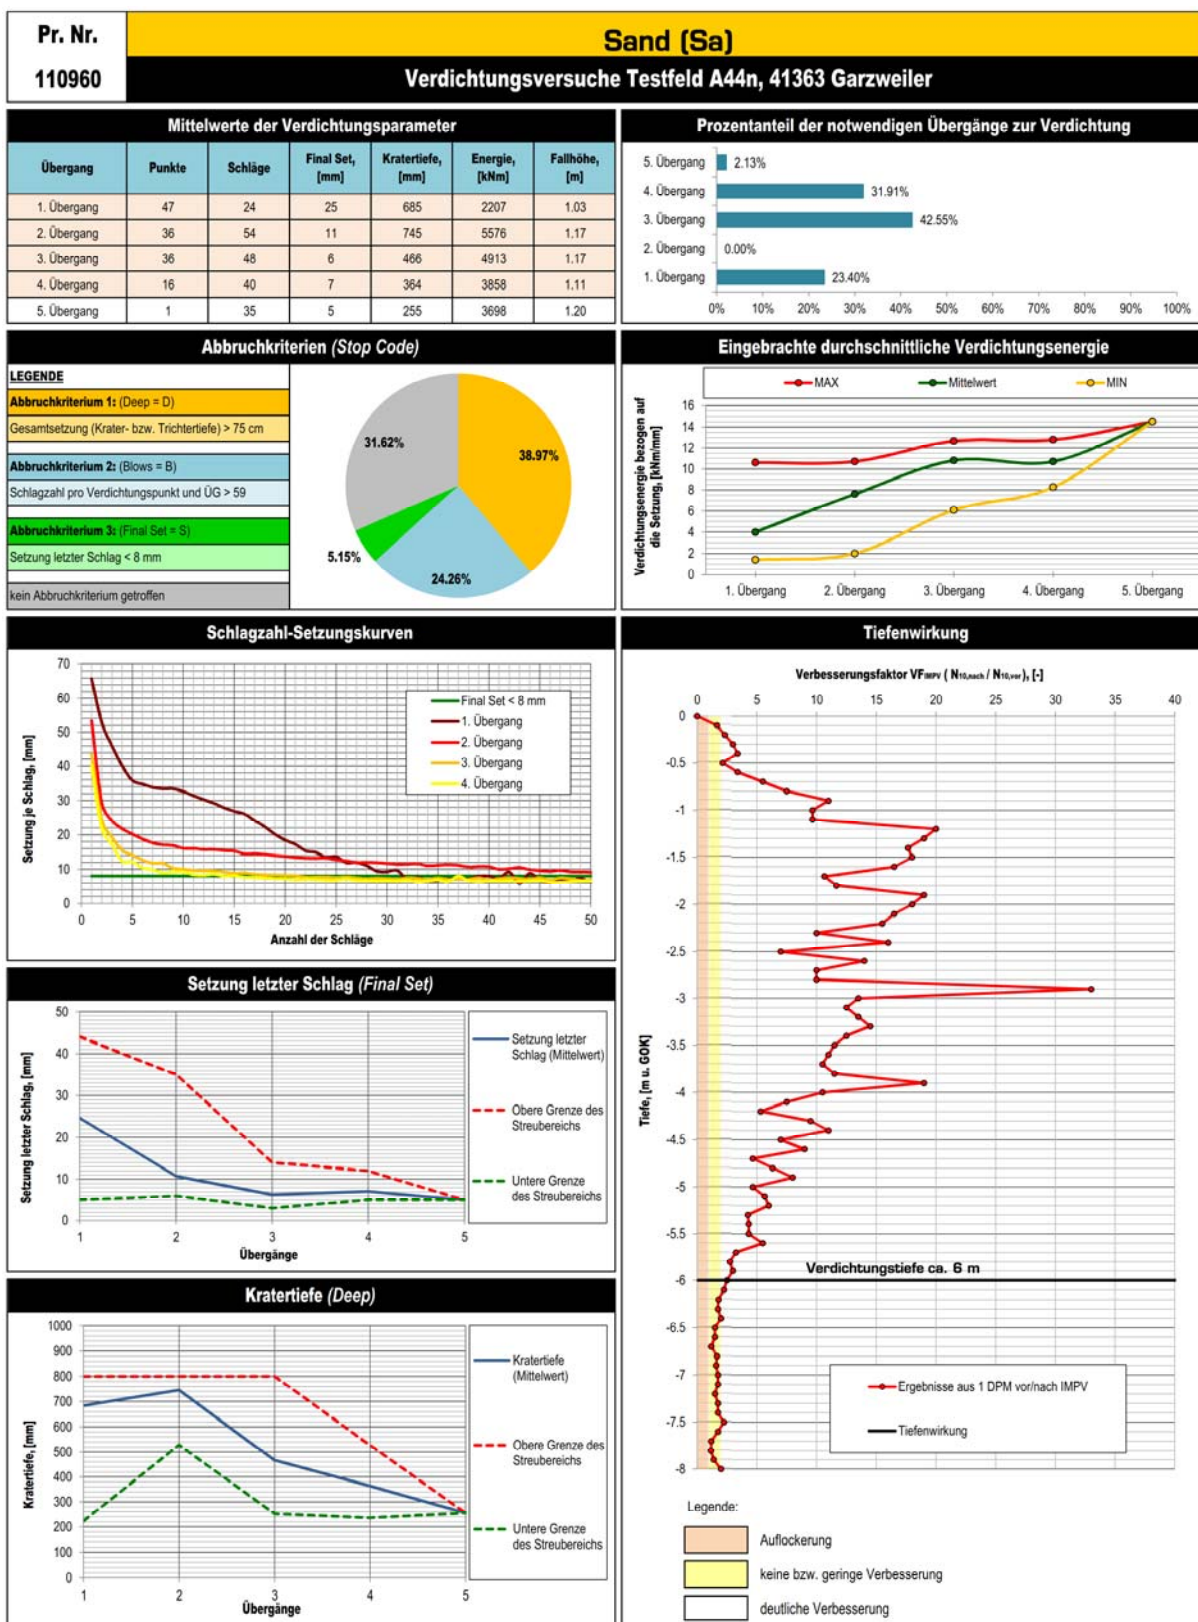 Pr. Nr.
110960
Sand (Sa)
Verdichtungsversuche Testfeld A44n, 41363 Garzweiler
Mittelwerte der Verdichtungsparameter
Übergang Punkte Schläge Final Set, [mm] Kratertiefe, [mm] Energie, [kNm] Fallhöhe, [m]
1. Übergang 47 24 25 685 2207 1.03
2. Übergang 36 54 11 745 5576 1.17
3. Übergang 36 48 6 466 4913 1.17
4. Übergang 16 40 7 364 3858 1.11
5. Übergang 1 35 5 255 3698 1.20
Prozentanteil der notwendigen Übergänge zur Verdichtung
5. Übergang 2.13%
4. Übergang 31.91%
3. Übergang 42.55%
2. Übergang 0.00%
1. Übergang 23.40%
0% 10% 20% 30% 40% 50% 60% 70% 80% 90% 100%
Abbruchkriterien (Stop Code)
LEGENDE
Abbruchkriterium 1: (Deep = D)
Gesamtsetzung (Krater- bzw. Trichtertiefe) > 75 cm
Abbruchkriterium 2: (Blows = B)
Schlagzahl pro Verdichtungspunkt und ÜG > 59
Abbruchkriterium 3: (Final Set = S)
Setzung letzter Schlag < 8 mm
kein Abbruchkriterium getroffen
31.62%
38.97%
5.15%
24.26%
Eingebrachte durchschnittliche Verdichtungsenergie
MAX Mittelwert MIN
Verdichtungsenergie bezogen auf
die Setzung, [kNm/mm]
16
14
12
10
8
6
4
2
0
1. Übergang 2. Übergang 3. Übergang 4. Übergang 5. Übergang
Schlagzahl-Setzungskurven
Setzung je Schlag, [mm]
70
60
50
40
30
20
10
0
Final Set < 8 mm
1. Übergang
2. Übergang
3. Übergang
4. Übergang
0 5 10 15 20 25 30 35 40 45 50
Anzahl der Schläge
Setzung letzter Schlag (Final Set)
Setzung letzter Schlag, [mm]
50
40
30
20
10
0
1 2 3 4 5
Übergänge
Setzung letzter
Schlag (Mittelwert)
Obere Grenze des
Streubereichs
Untere Grenze
des Streubereichs
Kratertiefe (Deep)
Kratertiefe, [mm]
1000
900
800
700
600
500
400
300
200
100
0
1 2 3 4 5
Übergänge
Kratertiefe
(Mittelwert)
Obere Grenze des
Streubereichs
Untere Grenze
des Streubereichs
Tiefenwirkung
Verbesserungsfaktor VFIMPV ( N10,nach / N10,vor), [-]
0 5 10 15 20 25 30 35 40
Tiefe, [m u. GOK]
0
-0.5
-1
-1.5
-2
-2.5
-3
-3.5
-4
-4.5
-5
-5.5
-6
-6.5
-7
-7.5
-8
Verdichtungstiefe ca. 6 m
Ergebnisse aus 1 DPM vor/nach IMPV
Tiefenwirkung
Legende:
Auflockerung
keine bzw. geringe Verbesserung
deutliche Verbesserung